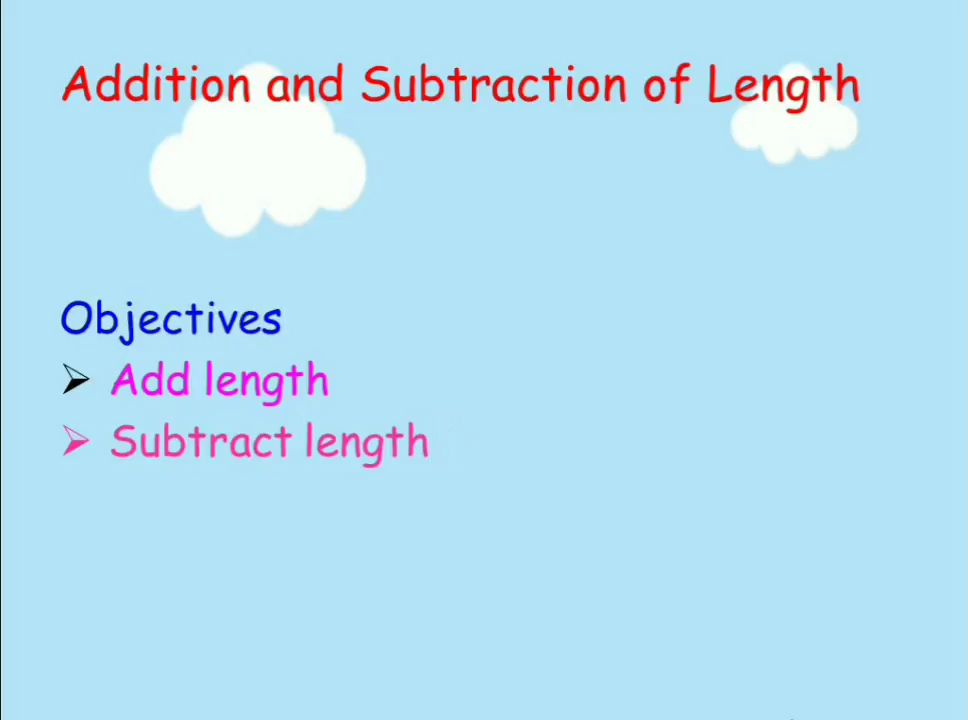 Addition and Subtraction of Length
Objectives
➢ Add length
➢ Subtract length